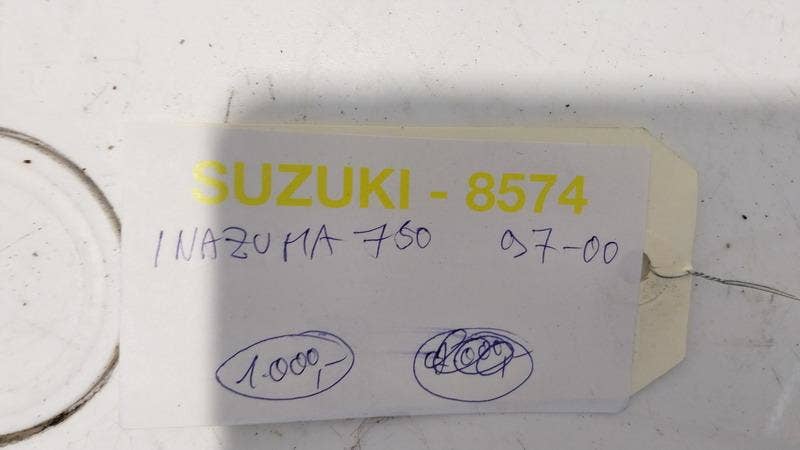 SUZUKI - 8574
INAZUMA 750 97-00
1.000,-